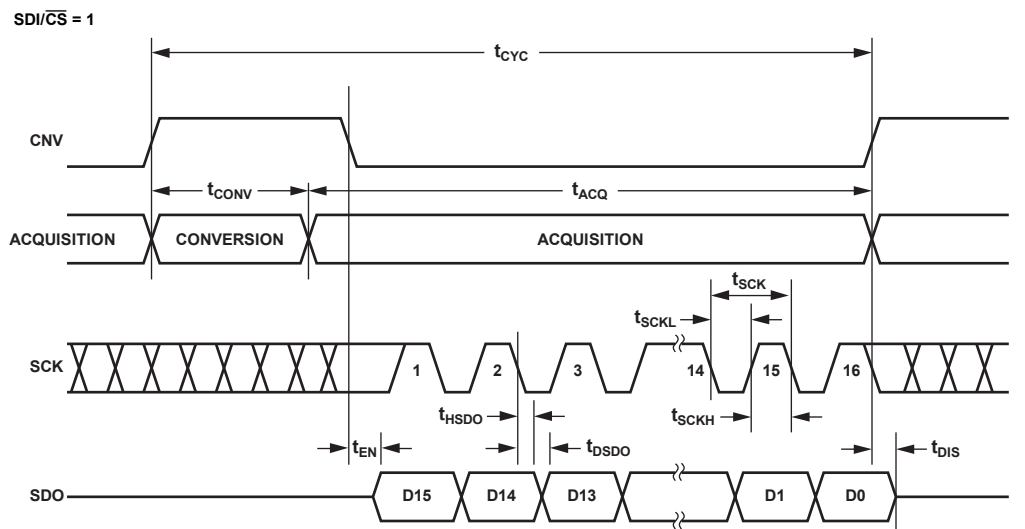 SDI/CS = 1
tCYC
CNV
tCONV tACQ
ACQUISITION CONVERSION ACQUISITION
tSCK
tSCKL
SCK 1 2 3 14 15 16
tHSDO tSCKH
tEN tDSDO tDIS
SDO D15 D14 D13 D1 D0